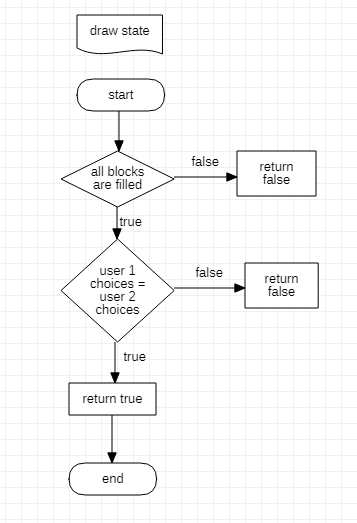 draw state
start
all blocks
are filled
false
return
false
true
user 1
choices =
user 2
choices
false
return
false
true
return true
end